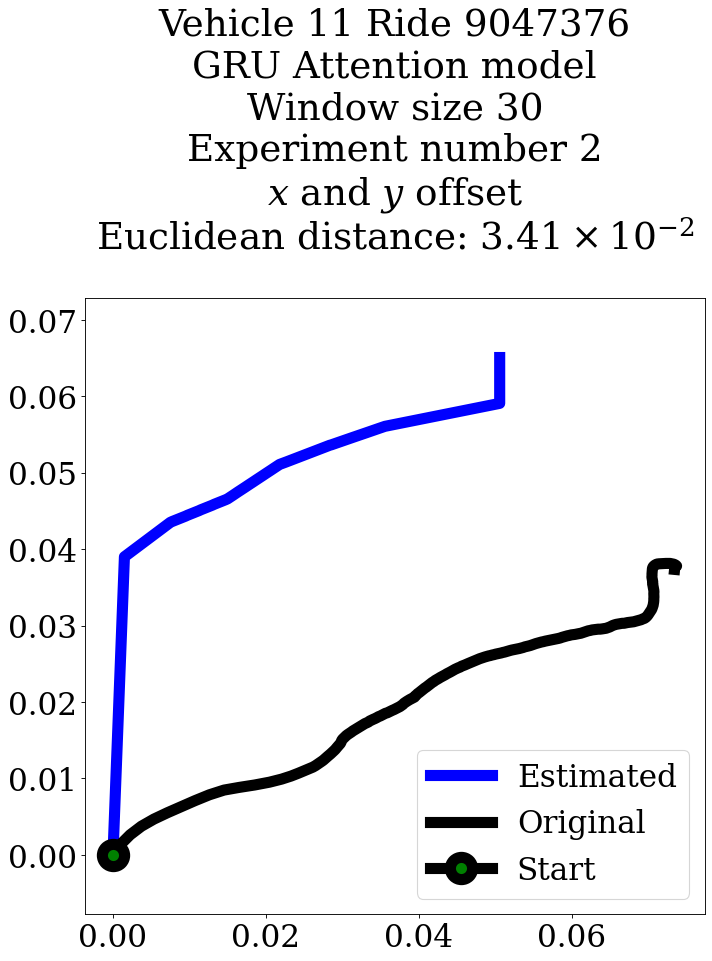 Vehicle 11 Ride 9047376
GRU Attention model
Window size 30
Experiment number 2
x and y offset
Euclidean distance: 3.41 × 10⁻²
0.07
0.06
0.05
0.04
0.03
0.02
0.01
0.00
Estimated
Original
Start
0.00 0.02 0.04 0.06